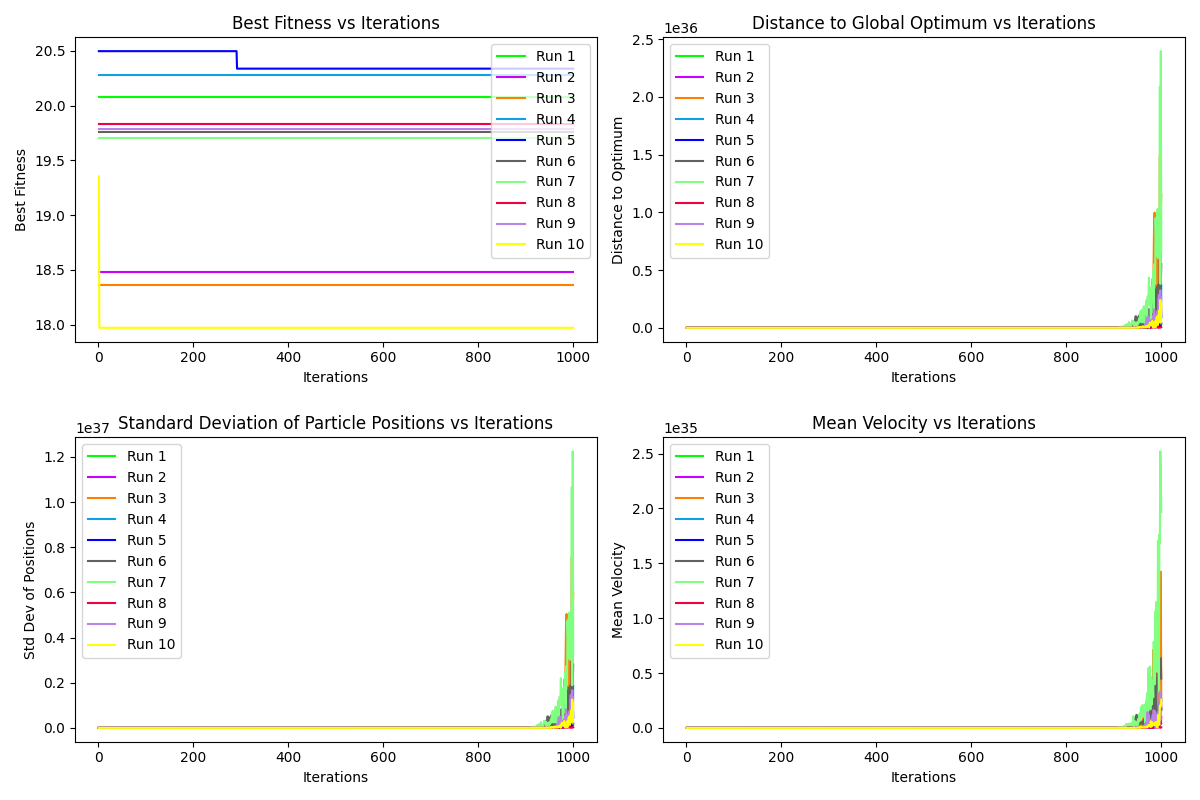 Best Fitness vs Iterations
Best Fitness
20.5
20.0
19.5
19.0
18.5
18.0
0 200 400 600 800 1000
Iterations
Run 1
Run 2
Run 3
Run 4
Run 5
Run 6
Run 7
Run 8
Run 9
Run 10
Distance to Global Optimum vs Iterations
1e36
Distance to Optimum
2.5
2.0
1.5
1.0
0.5
0.0
0 200 400 600 800 1000
Iterations
Run 1
Run 2
Run 3
Run 4
Run 5
Run 6
Run 7
Run 8
Run 9
Run 10
Standard Deviation of Particle Positions vs Iterations
1e37
Std Dev of Positions
1.2
1.0
0.8
0.6
0.4
0.2
0.0
0 200 400 600 800 1000
Iterations
Run 1
Run 2
Run 3
Run 4
Run 5
Run 6
Run 7
Run 8
Run 9
Run 10
Mean Velocity vs Iterations
1e35
Mean Velocity
2.5
2.0
1.5
1.0
0.5
0.0
0 200 400 600 800 1000
Iterations
Run 1
Run 2
Run 3
Run 4
Run 5
Run 6
Run 7
Run 8
Run 9
Run 10